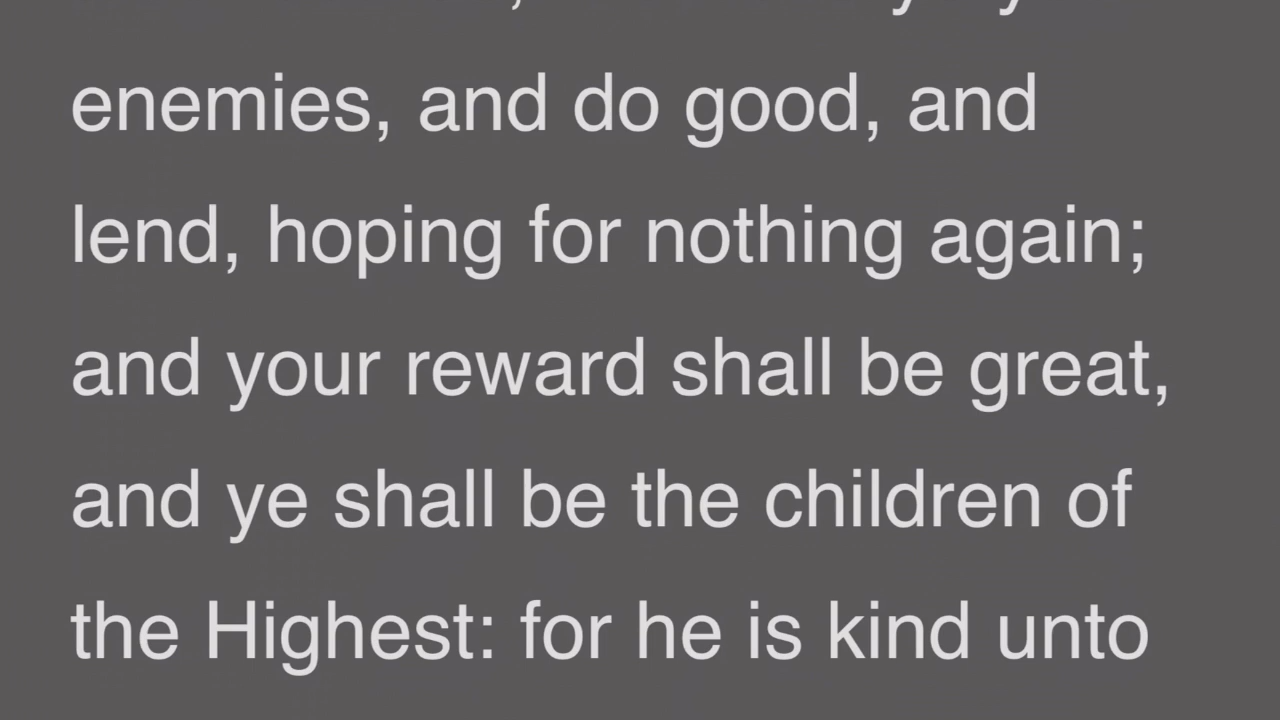 enemies, and do good, and
lend, hoping for nothing again;
and your reward shall be great,
and ye shall be the children of
the Highest: for he is kind unto